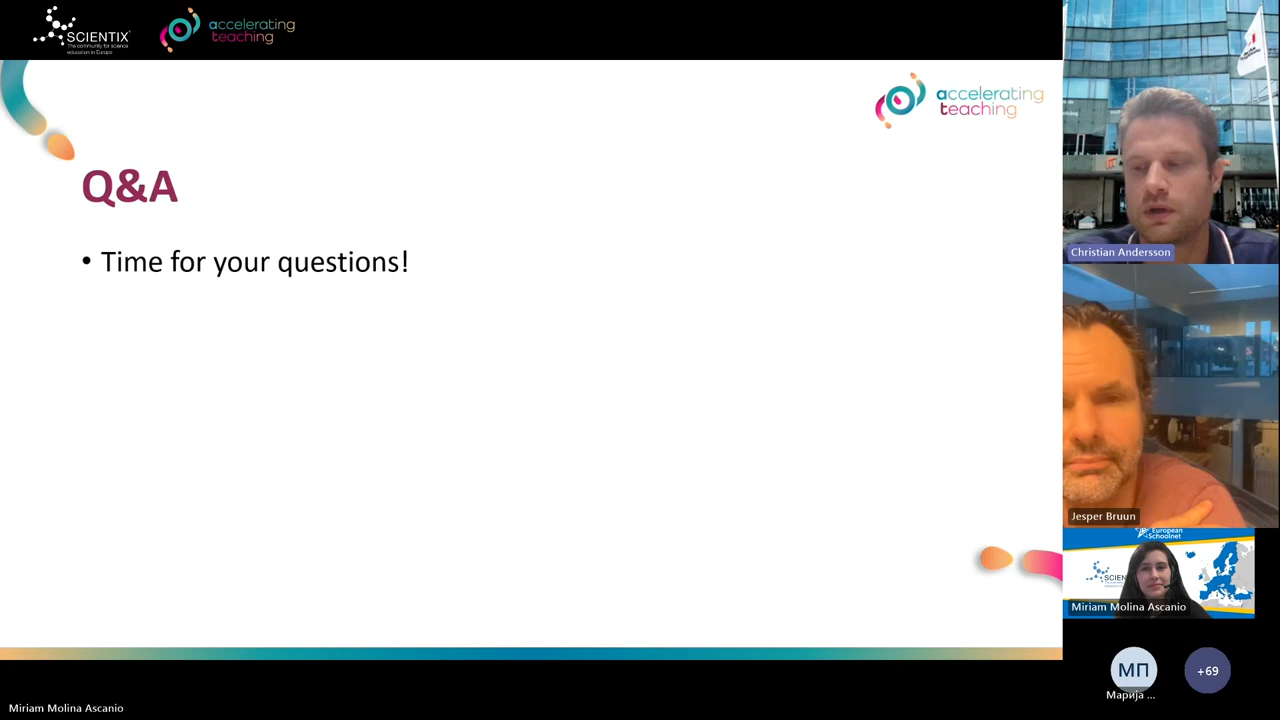 SCIENTIX
The community for science
education in Europe
accelerating
teaching
accelerating
teaching
Q&A
• Time for your questions!
Christian Andersson
Jesper Bruun
European
Schoolnet
SCIEN
Miriam Molina Ascanio
МП
+69
Марија ...
Miriam Molina Ascanio